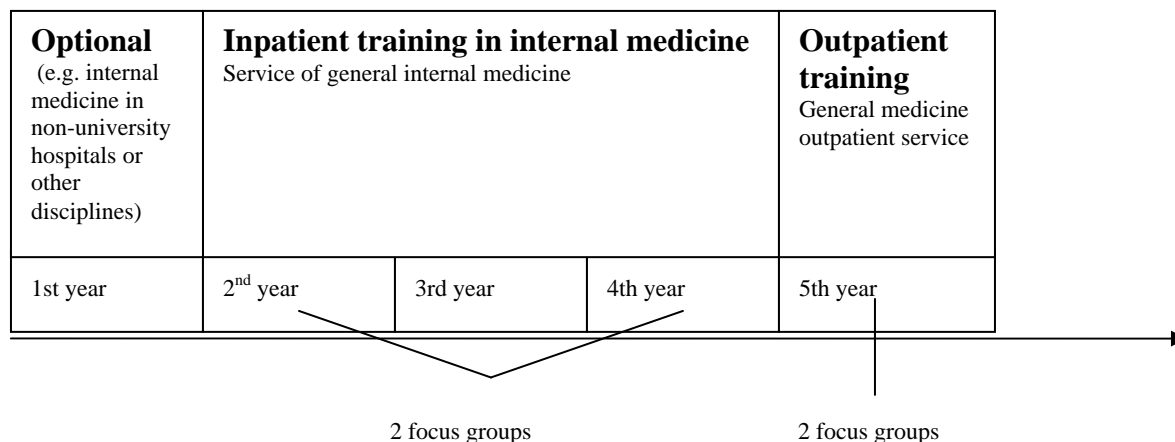 Optional
(e.g. internal
medicine in
non-university
hospitals or
other
disciplines)
Inpatient training in internal medicine
Service of general internal medicine
Outpatient
training
General medicine
outpatient service
1st year
2nd year
3rd year
4th year
5th year
2 focus groups
2 focus groups